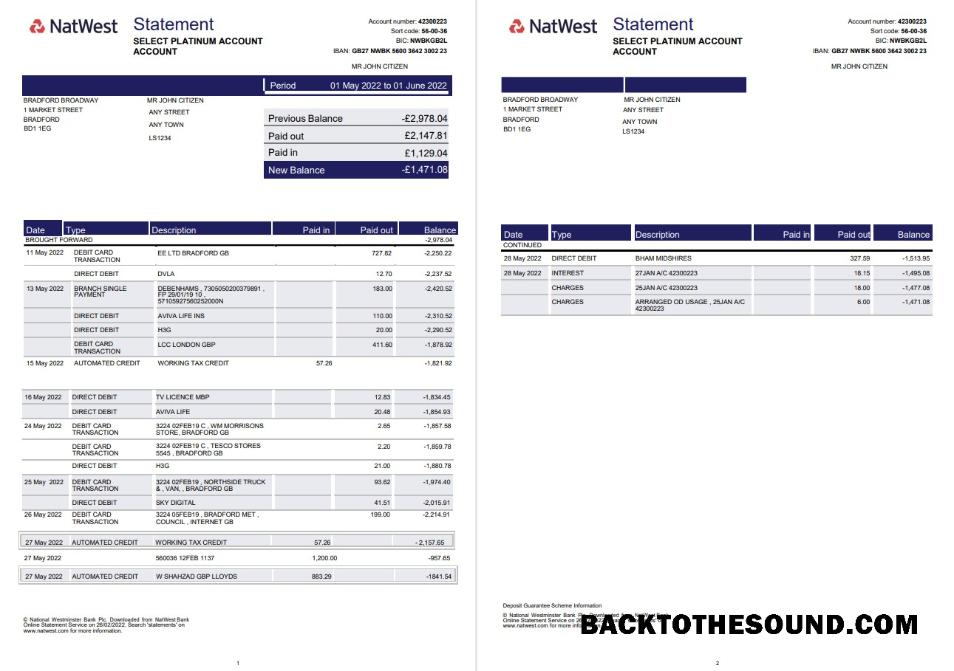 NatWest
Statement
SELECT PLATINUM ACCOUNT
ACCOUNT
Account number: 42300223
Sort code: 56-00-36
BIC: NWBKGB2L
IBAN: GB27 NWBK 5600 3642 3002 23
MR JOHN CITIZEN
Period 01 May 2022 to 01 June 2022
BRADFORD BROADWAY
1 MARKET STREET
BRADFORD
BD1 1EG
MR JOHN CITIZEN
ANY STREET
ANY TOWN
LS1234
Previous Balance -£2,978.04
Paid out £2,147.81
Paid in £1,129.04
New Balance -£1,471.08
Date Type Description Paid in Paid out Balance
BROUGHT FORWARD -2,978.04
11 May 2022 DEBIT CARD TRANSACTION EE LTD BRADFORD GB 727.82 -2,250.22
DIRECT DEBIT DVLA 12.70 -2,237.52
13 May 2022 BRANCH SINGLE PAYMENT DEBENHAMS , 7305050200379891 , FP 29/01/19 10 , 5710592756025200ON 183.00 -2,420.52
DIRECT DEBIT AVIVA LIFE INS 110.00 -2,310.52
DIRECT DEBIT H3G 20.00 -2,290.52
DEBIT CARD TRANSACTION LCC LONDON GBP 411.60 -1,878.92
15 May 2022 AUTOMATED CREDIT WORKING TAX CREDIT 57.26 -1,821.92
16 May 2022 DIRECT DEBIT TV LICENCE MBP 12.83 -1,834.45
DIRECT DEBIT AVIVA LIFE 20.48 -1,854.93
24 May 2022 DEBIT CARD TRANSACTION 3224 02FEB19 C , WM MORRISONS STORE, BRADFORD GB 2.65 -1,857.58
DEBIT CARD TRANSACTION 3224 02FEB19 C , TESCO STORES 5545 , BRADFORD GB 2.20 -1,859.78
DIRECT DEBIT H3G 21.00 -1,880.78
25 May 2022 DEBIT CARD TRANSACTION 3224 02FEB19 , NORTHSIDE TRUCK & , VAN, , BRADFORD GB 93.62 -1,974.40
DIRECT DEBIT SKY DIGITAL 41.51 -2,015.91
26 May 2022 DEBIT CARD TRANSACTION 3224 05FEB19 , BRADFORD MET , COUNCIL , INTERNET GB 199.00 -2,214.91
27 May 2022 AUTOMATED CREDIT WORKING TAX CREDIT 57.26 - 2,157.65
27 May 2022 560036 12FEB 1137 1,200.00 -957.65
27 May 2022 AUTOMATED CREDIT W SHAHZAD GBP LLOYDS 883.29 -1841.54
© National Westminster Bank Plc. Downloaded from NatWest Bank
Online Statement Service on 26/02/2022. Search 'statements' on
www.natwest.com for more information.
1
NatWest
Statement
SELECT PLATINUM ACCOUNT
ACCOUNT
Account number: 42300223
Sort code: 56-00-36
BIC: NWBKGB2L
IBAN: GB27 NWBK 5600 3642 3002 23
MR JOHN CITIZEN
BRADFORD BROADWAY
1 MARKET STREET
BRADFORD
BD1 1EG
MR JOHN CITIZEN
ANY STREET
ANY TOWN
LS1234
Date Type Description Paid in Paid out Balance
CONTINUED
28 May 2022 DIRECT DEBIT BHAM MIDSHIRES 327.59 -1,513.95
28 May 2022 INTEREST 27JAN A/C 42300223 18.15 -1,495.08
CHARGES 25JAN A/C 42300223 18.00 -1,477.08
CHARGES ARRANGED OD USAGE , 25JAN A/C 42300223 6.00 -1,471.08
Deposit Guarantee Scheme Information
© National Westminster Bank Plc. Downloaded from NatWest Bank
Online Statement Service on
www.natwest.com for more
BACKTOTHESOUND.COM
2